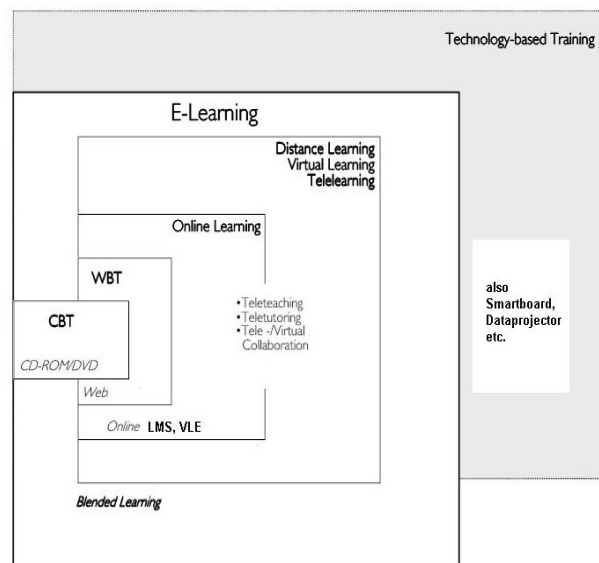 Technology-based Training
E-Learning
Distance Learning
Virtual Learning
Telelearning
Online Learning
WBT
also
Smartboard,
Dataprojector
etc.
•Teleteaching
•Teletutoring
•Tele -/Virtual
Collaboration
CBT
CD-ROM/DVD
Web
Online LMS, VLE
Blended Learning